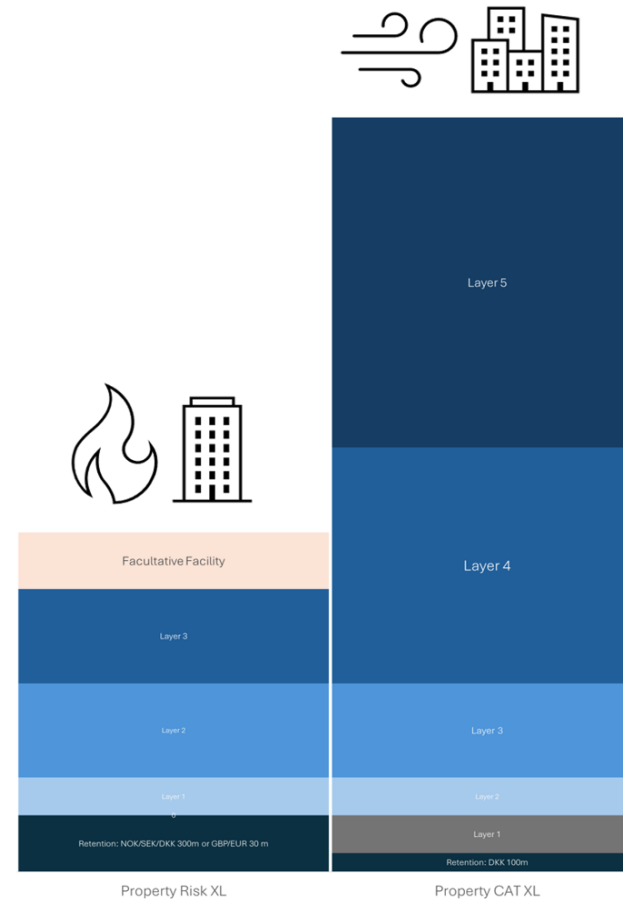 Layer 5
Layer 4
Facultative Facility
Layer 3
Layer 2
Layer 3
Layer 1
Layer 2
0
Layer 1
Retention: NOK/SEK/DKK 300m or GBP/EUR 30 m
Retention: DKK 100m
Property Risk XL
Property CAT XL